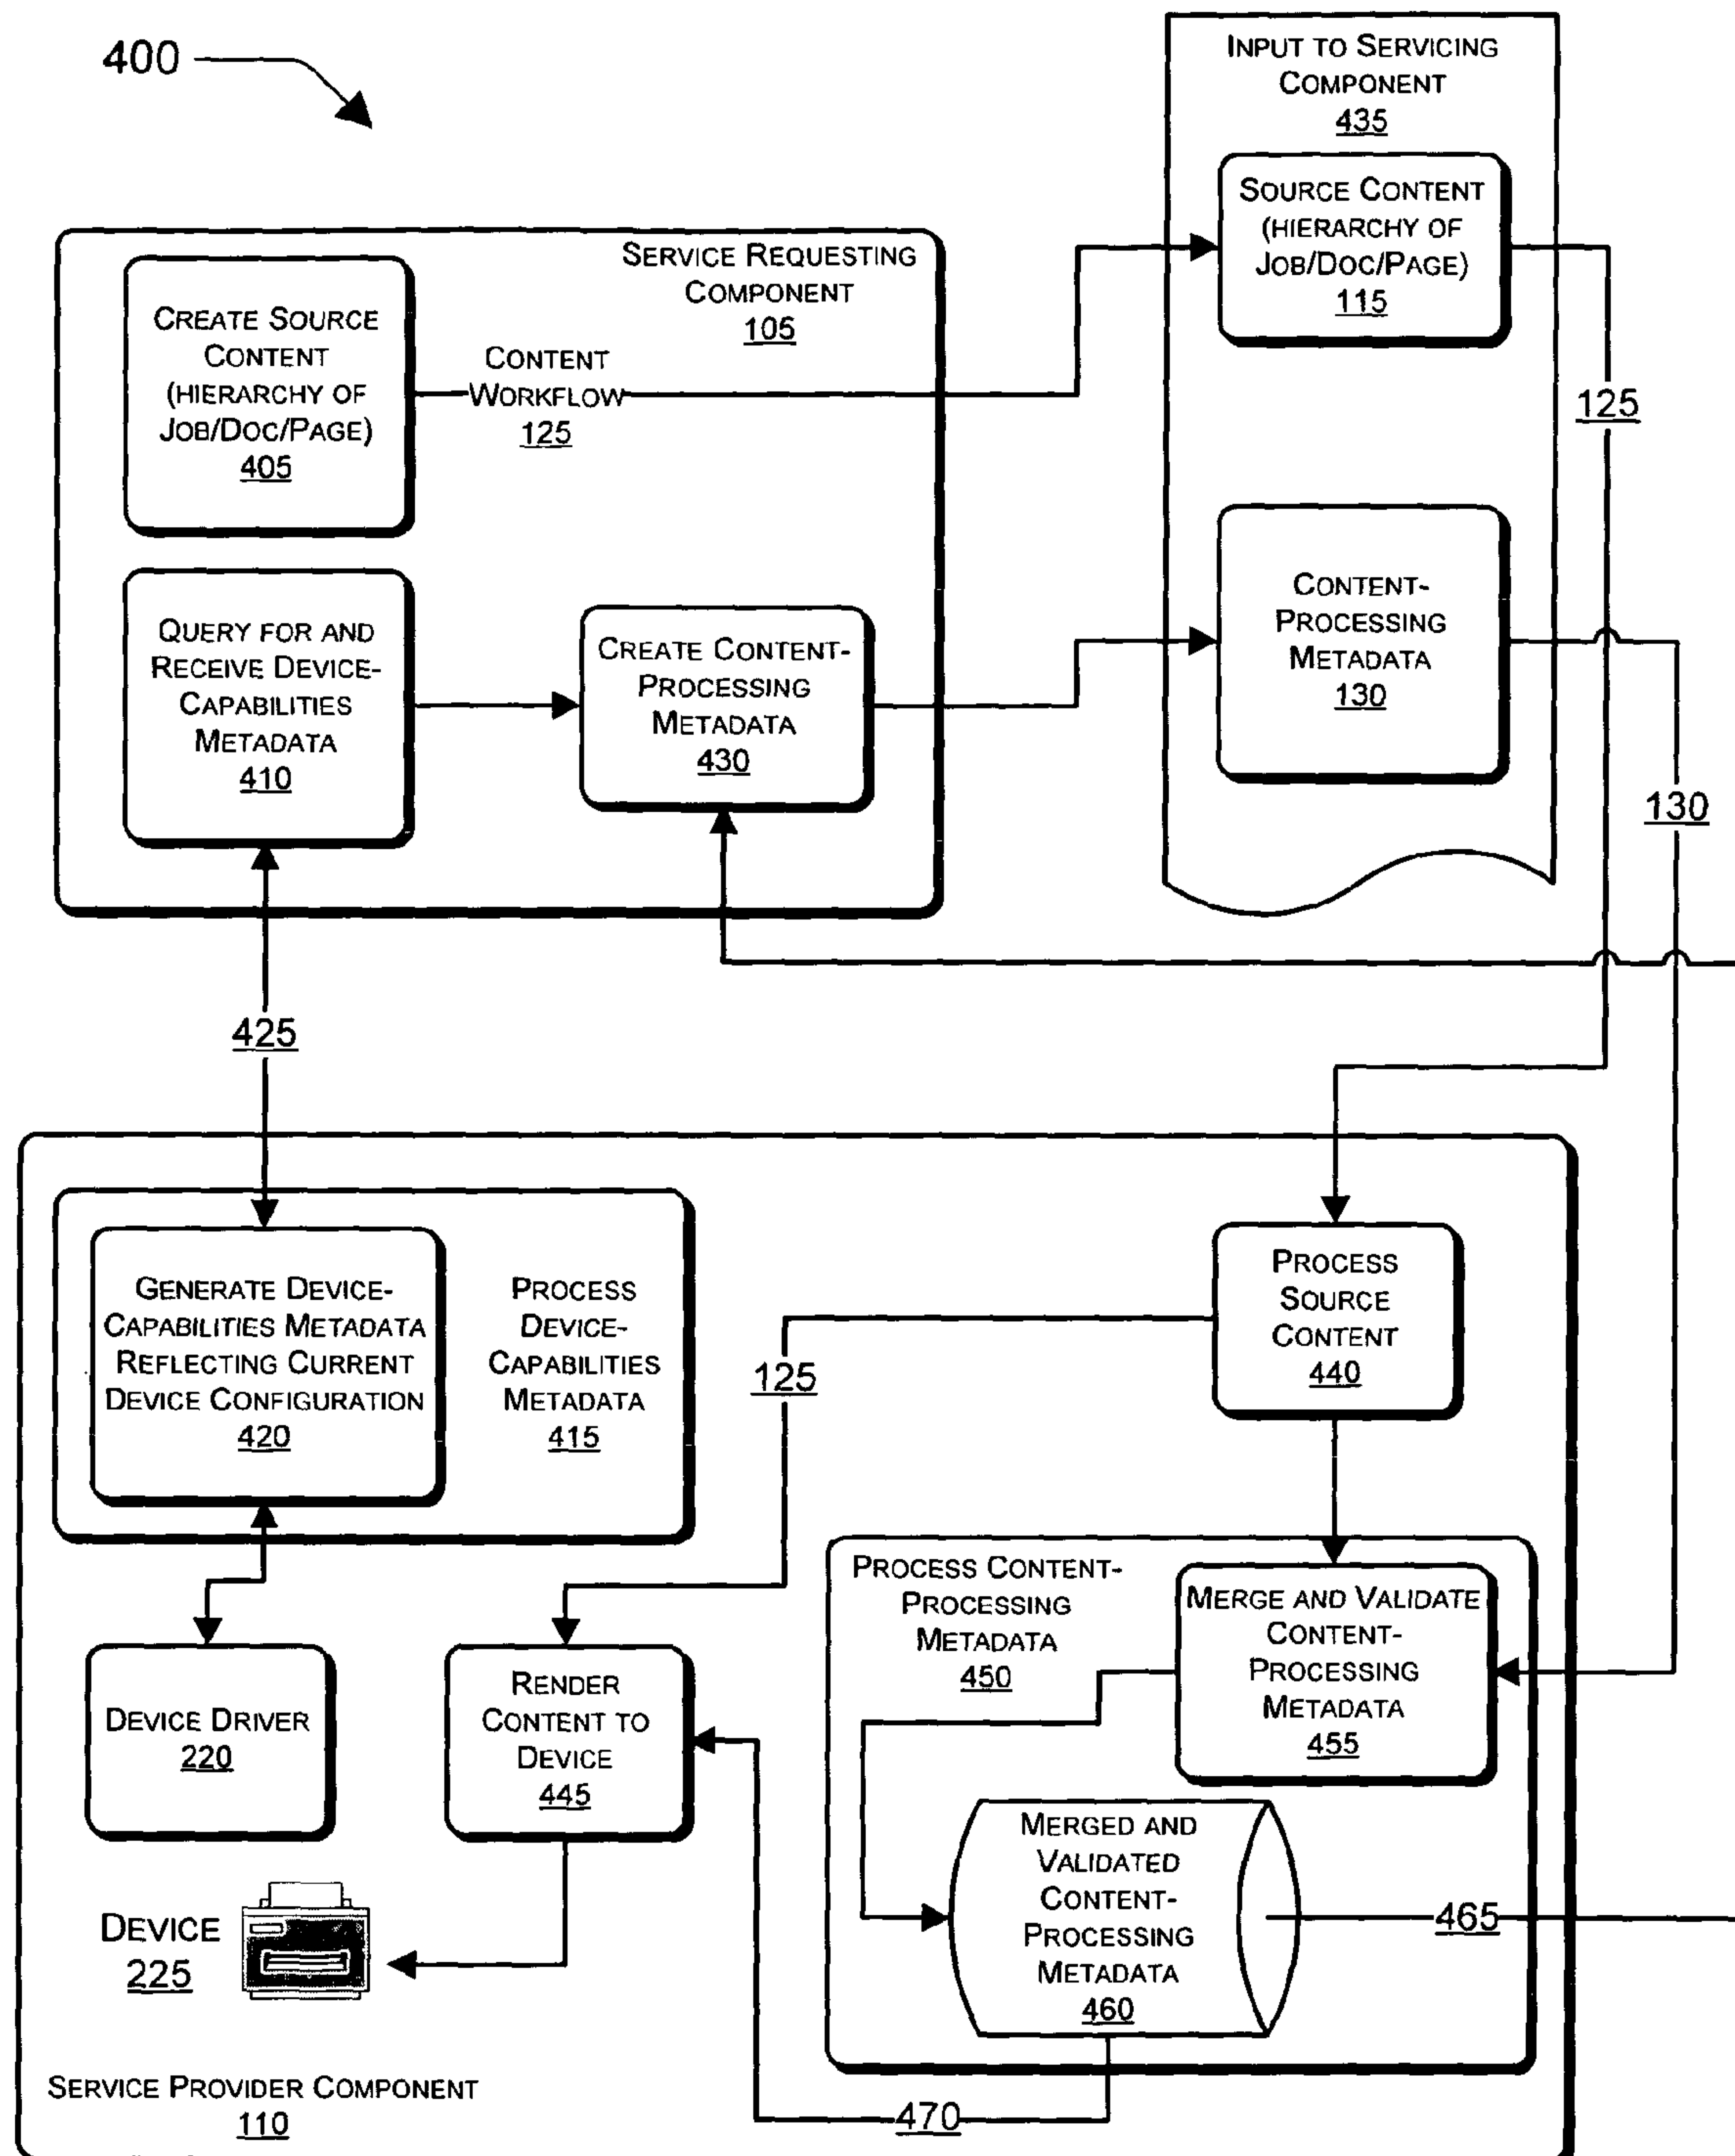 400
INPUT TO SERVICING
COMPONENT
435
SOURCE CONTENT
(HIERARCHY OF
JOB/DOC/PAGE)
115
SERVICE REQUESTING
COMPONENT
105
CREATE SOURCE
CONTENT
(HIERARCHY OF
JOB/DOC/PAGE)
405
CONTENT
WORKFLOW
125
125
CONTENT-
PROCESSING
METADATA
130
QUERY FOR AND
RECEIVE DEVICE-
CAPABILITIES
METADATA
410
CREATE CONTENT-
PROCESSING
METADATA
430
130
425
GENERATE DEVICE-
CAPABILITIES METADATA
REFLECTING CURRENT
DEVICE CONFIGURATION
420
PROCESS
DEVICE-
CAPABILITIES
METADATA
415
125
PROCESS
SOURCE
CONTENT
440
PROCESS CONTENT-
PROCESSING
METADATA
450
MERGE AND VALIDATE
CONTENT-
PROCESSING
METADATA
455
DEVICE DRIVER
220
RENDER
CONTENT TO
DEVICE
445
MERGED AND
VALIDATED
CONTENT-
PROCESSING
METADATA
460
465
DEVICE
225
SERVICE PROVIDER COMPONENT
110
470